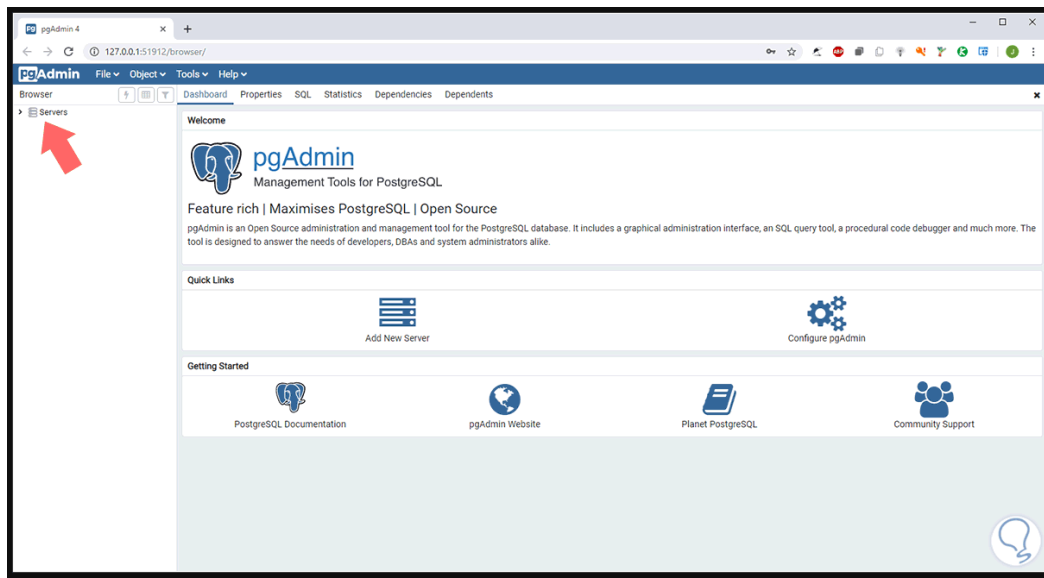 pgAdmin 4
127.0.0.1:51912/browser/
pgAdmin File Object Tools Help
Browser
Dashboard Properties SQL Statistics Dependencies Dependents
Servers
Welcome
pgAdmin
Management Tools for PostgreSQL
Feature rich | Maximises PostgreSQL | Open Source
pgAdmin is an Open Source administration and management tool for the PostgreSQL database. It includes a graphical administration interface, an SQL query tool, a procedural code debugger and much more. The
tool is designed to answer the needs of developers, DBAs and system administrators alike.
Quick Links
Add New Server
Configure pgAdmin
Getting Started
PostgreSQL Documentation
pgAdmin Website
Planet PostgreSQL
Community Support